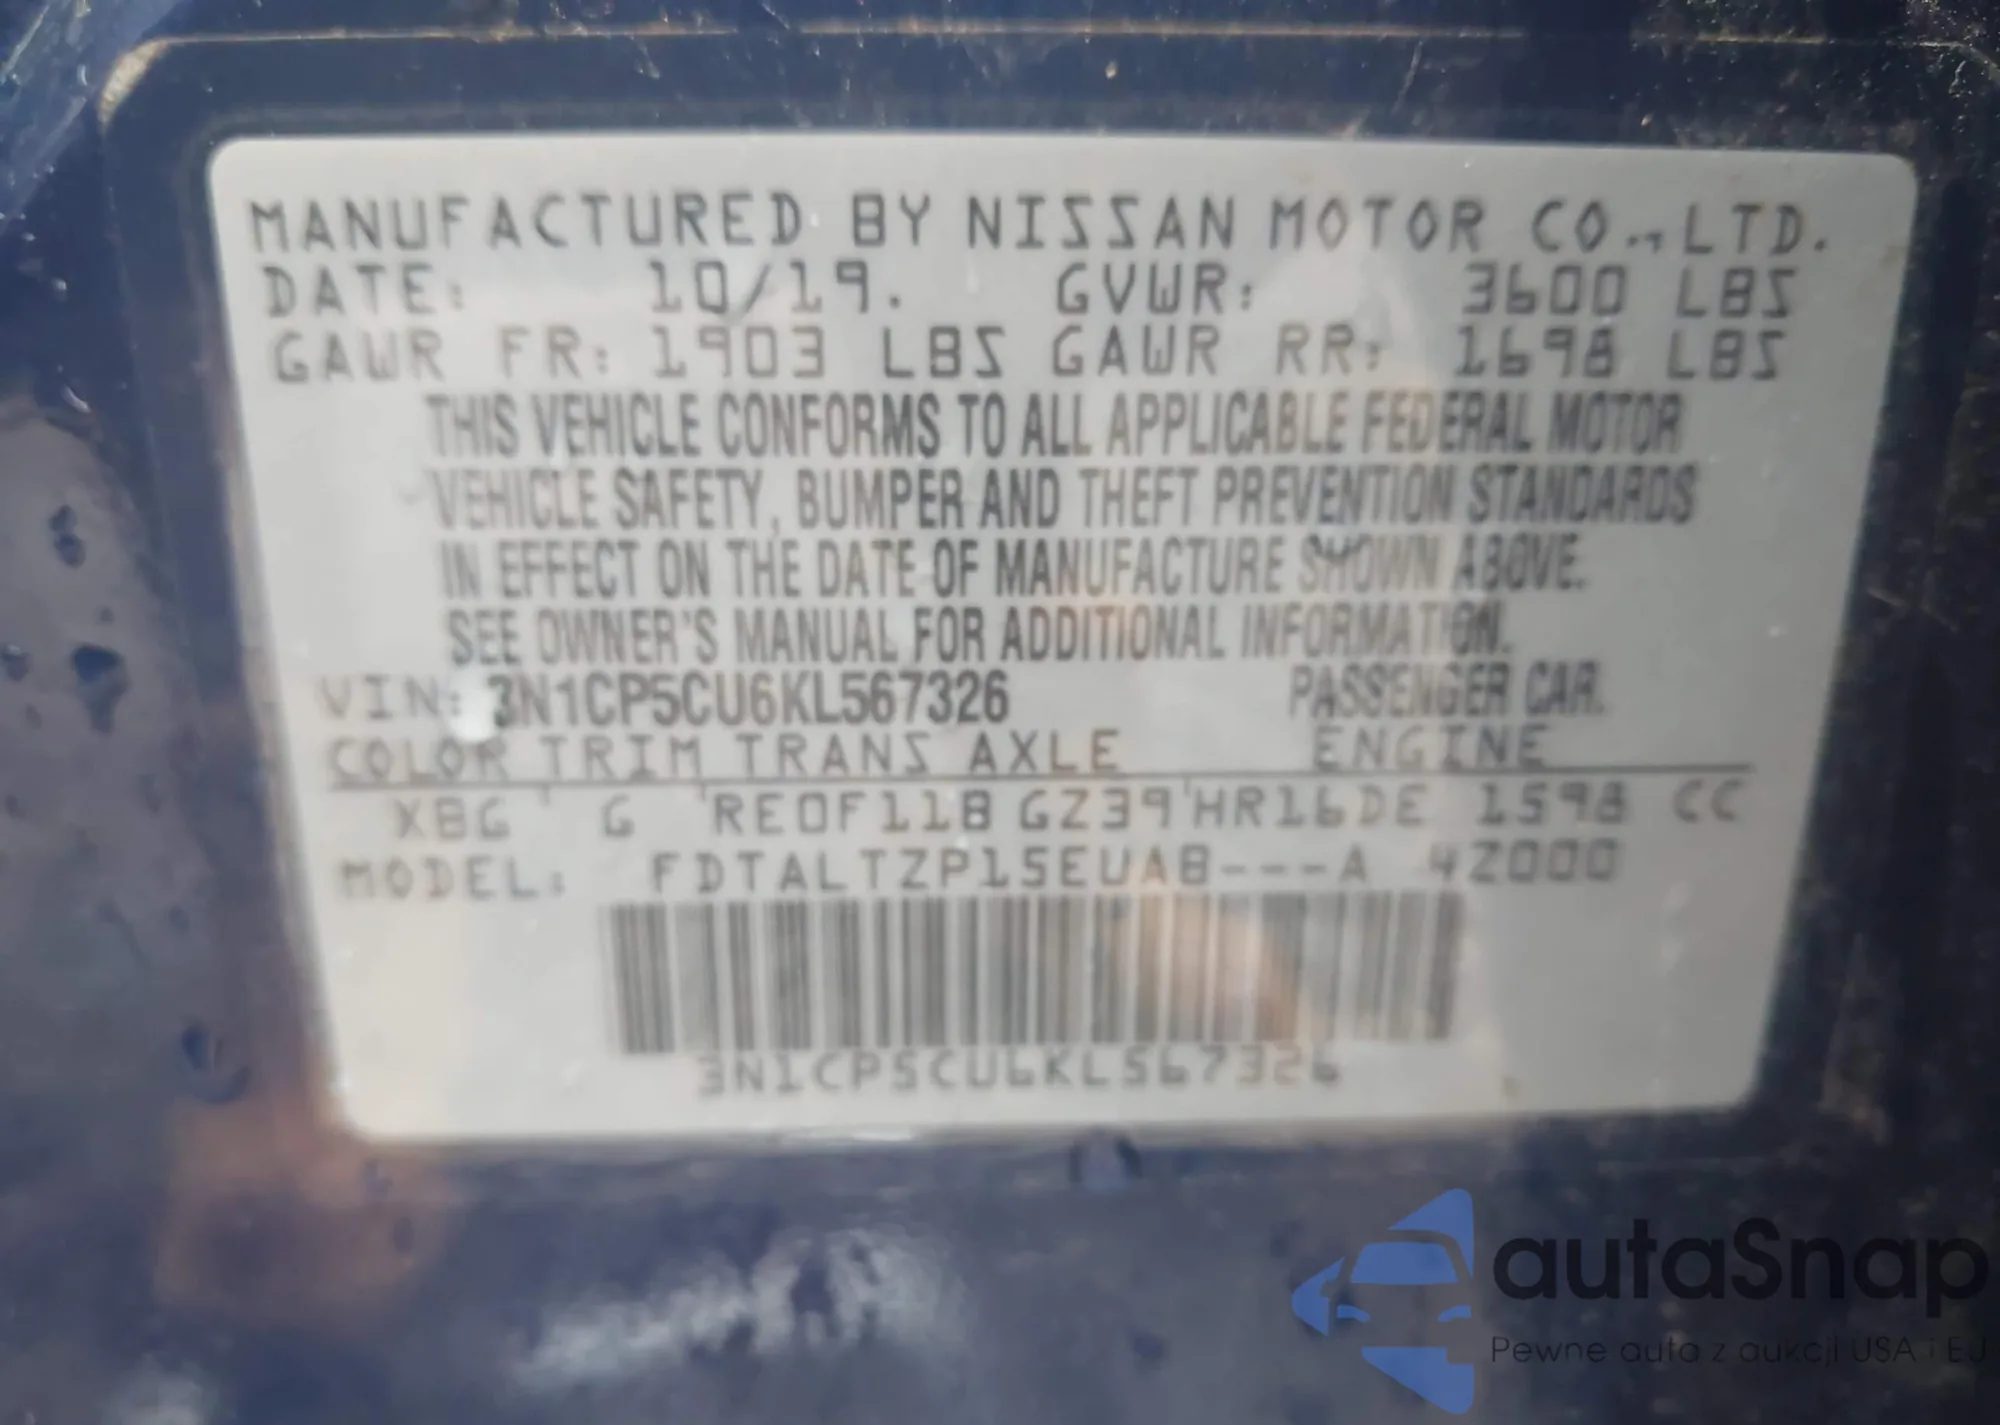 MANUFACTURED BY NISSAN MOTOR CO.,LTD.
DATE: 10/19. GVWR: 3600 LBS
GAWR FR: 1903 LBS GAWR RR: 1698 LBS
THIS VEHICLE CONFORMS TO ALL APPLICABLE FEDERAL MOTOR
VEHICLE SAFETY, BUMPER AND THEFT PREVENTION STANDARDS
IN EFFECT ON THE DATE OF MANUFACTURE SHOWN ABOVE.
SEE OWNER'S MANUAL FOR ADDITIONAL INFORMATION.
VIN: 3N1CP5CU6KL567326 PASSENGER CAR.
COLOR TRIM TRANS AXLE ENGINE
XBG G RE0F11B GZ39 HR16DE 1598 CC
MODEL: FDTALTZP15EUAB---A 42000
3N1CP5CU6KL567326
autaSnap
Pewne auta z aukcji USA i EU